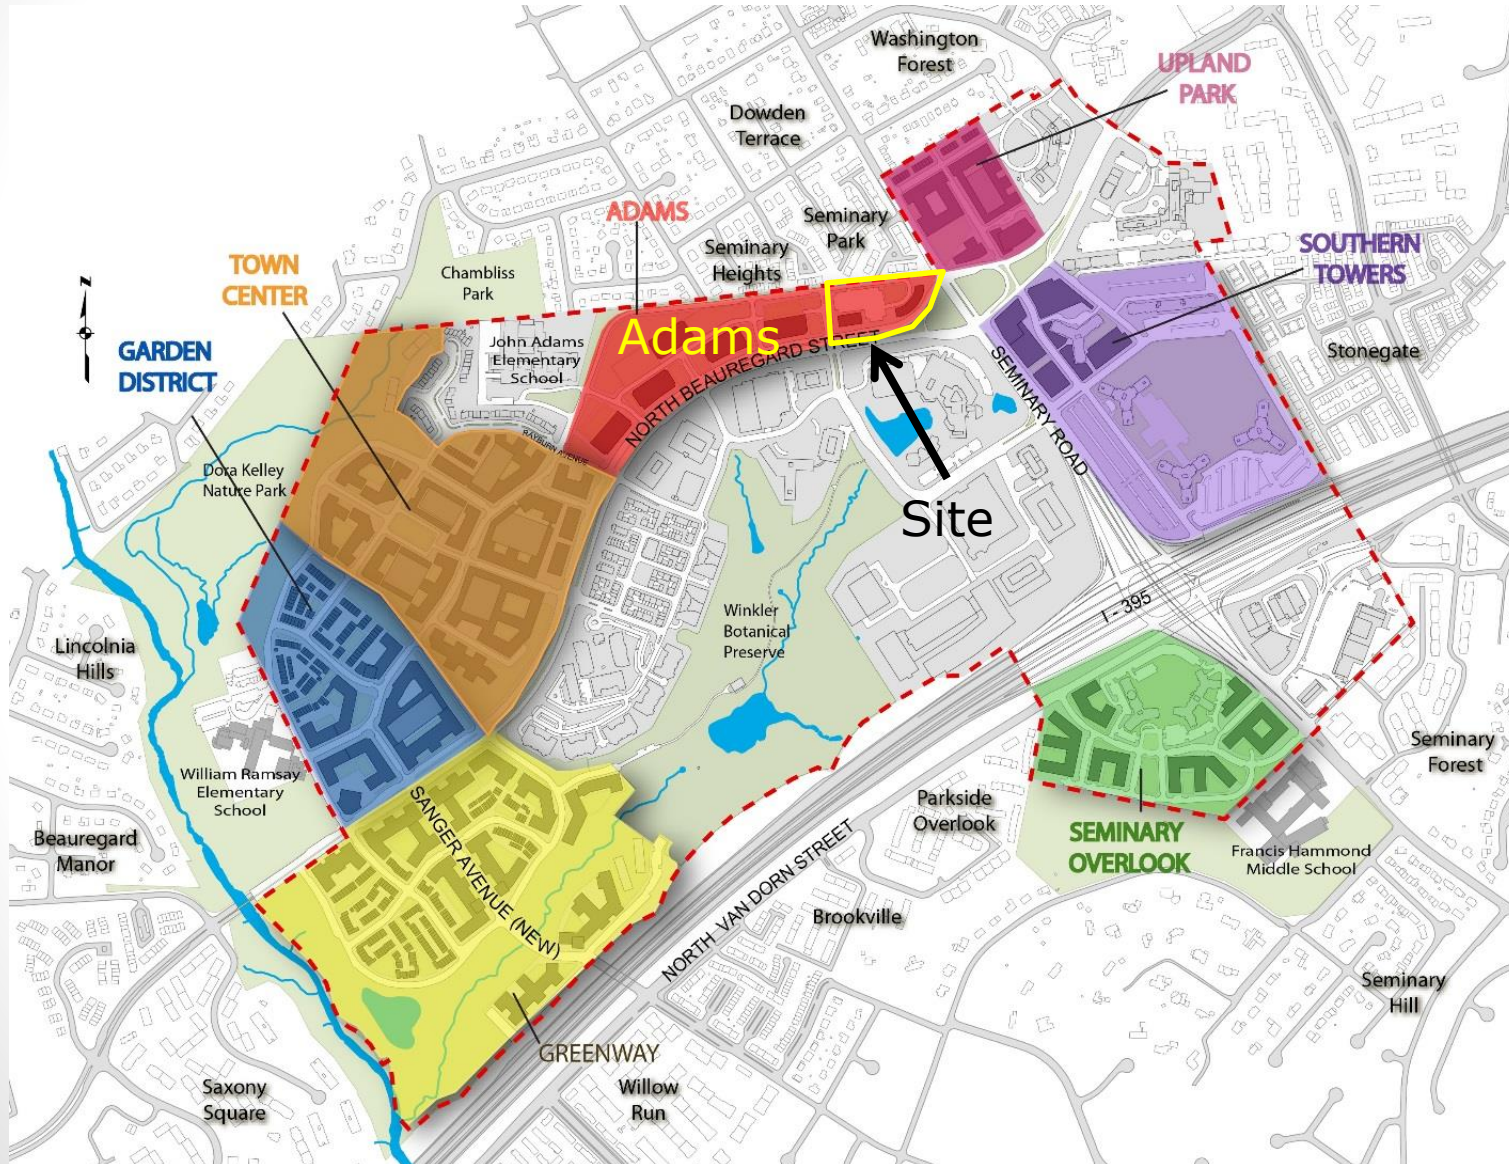 Washington
Forest
UPLAND
PARK
Dowden
Terrace
ADAMS
Seminary
Park
Seminary
Heights
SOUTHERN
TOWERS
TOWN
CENTER
Chambliss
Park
N
Adams
John Adams
Elementary
School
GARDEN
DISTRICT
Stonegate
NORTH BEAUREGARD STREET
SEMINARY ROAD
RAYBURN AVENUE
Dora Kelley
Nature Park
Site
I - 395
Winkler
Botanical
Preserve
Lincolnia
Hills
Seminary
Forest
William Ramsay
Elementary
School
SANGER AVENUE (NEW)
Parkside
Overlook
SEMINARY
OVERLOOK
Francis Hammond
Middle School
Beauregard
Manor
NORTH VAN DORN STREET
Brookville
Seminary
Hill
GREENWAY
Saxony
Square
Willow
Run